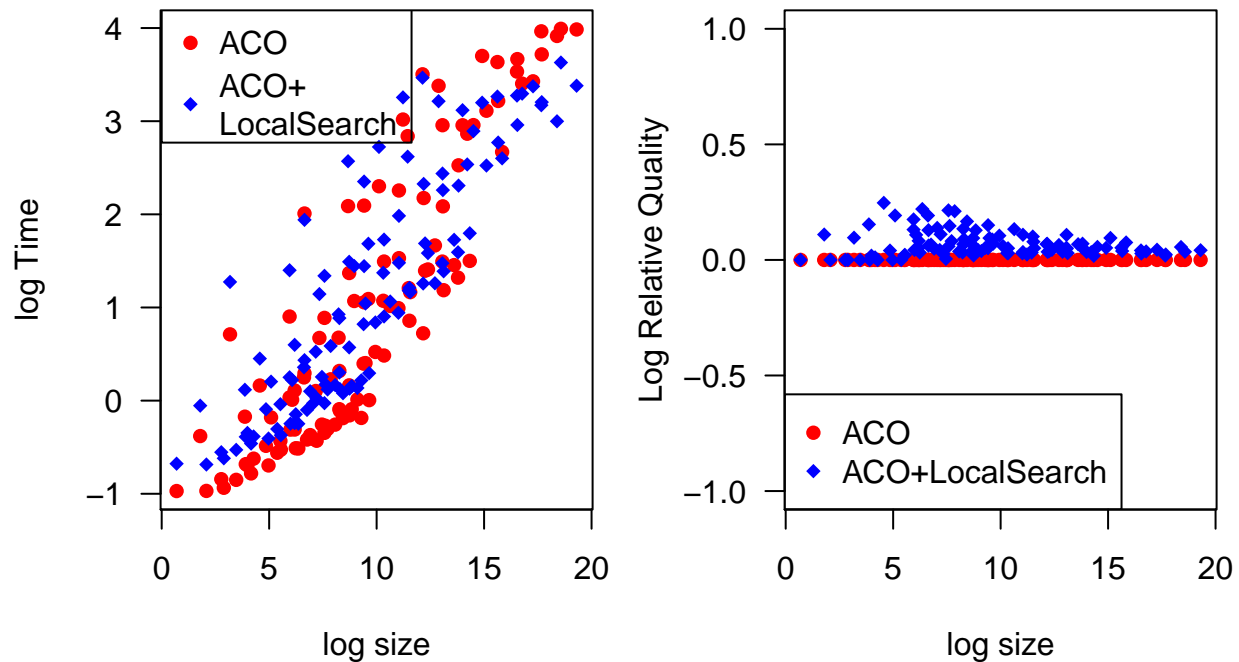 4
3
2
1
0
−1
log Time
ACO
ACO+
LocalSearch
0
5
10
15
20
log size
1.0
0.5
0.0
−0.5
−1.0
Log Relative Quality
ACO
ACO+LocalSearch
0
5
10
15
20
log size